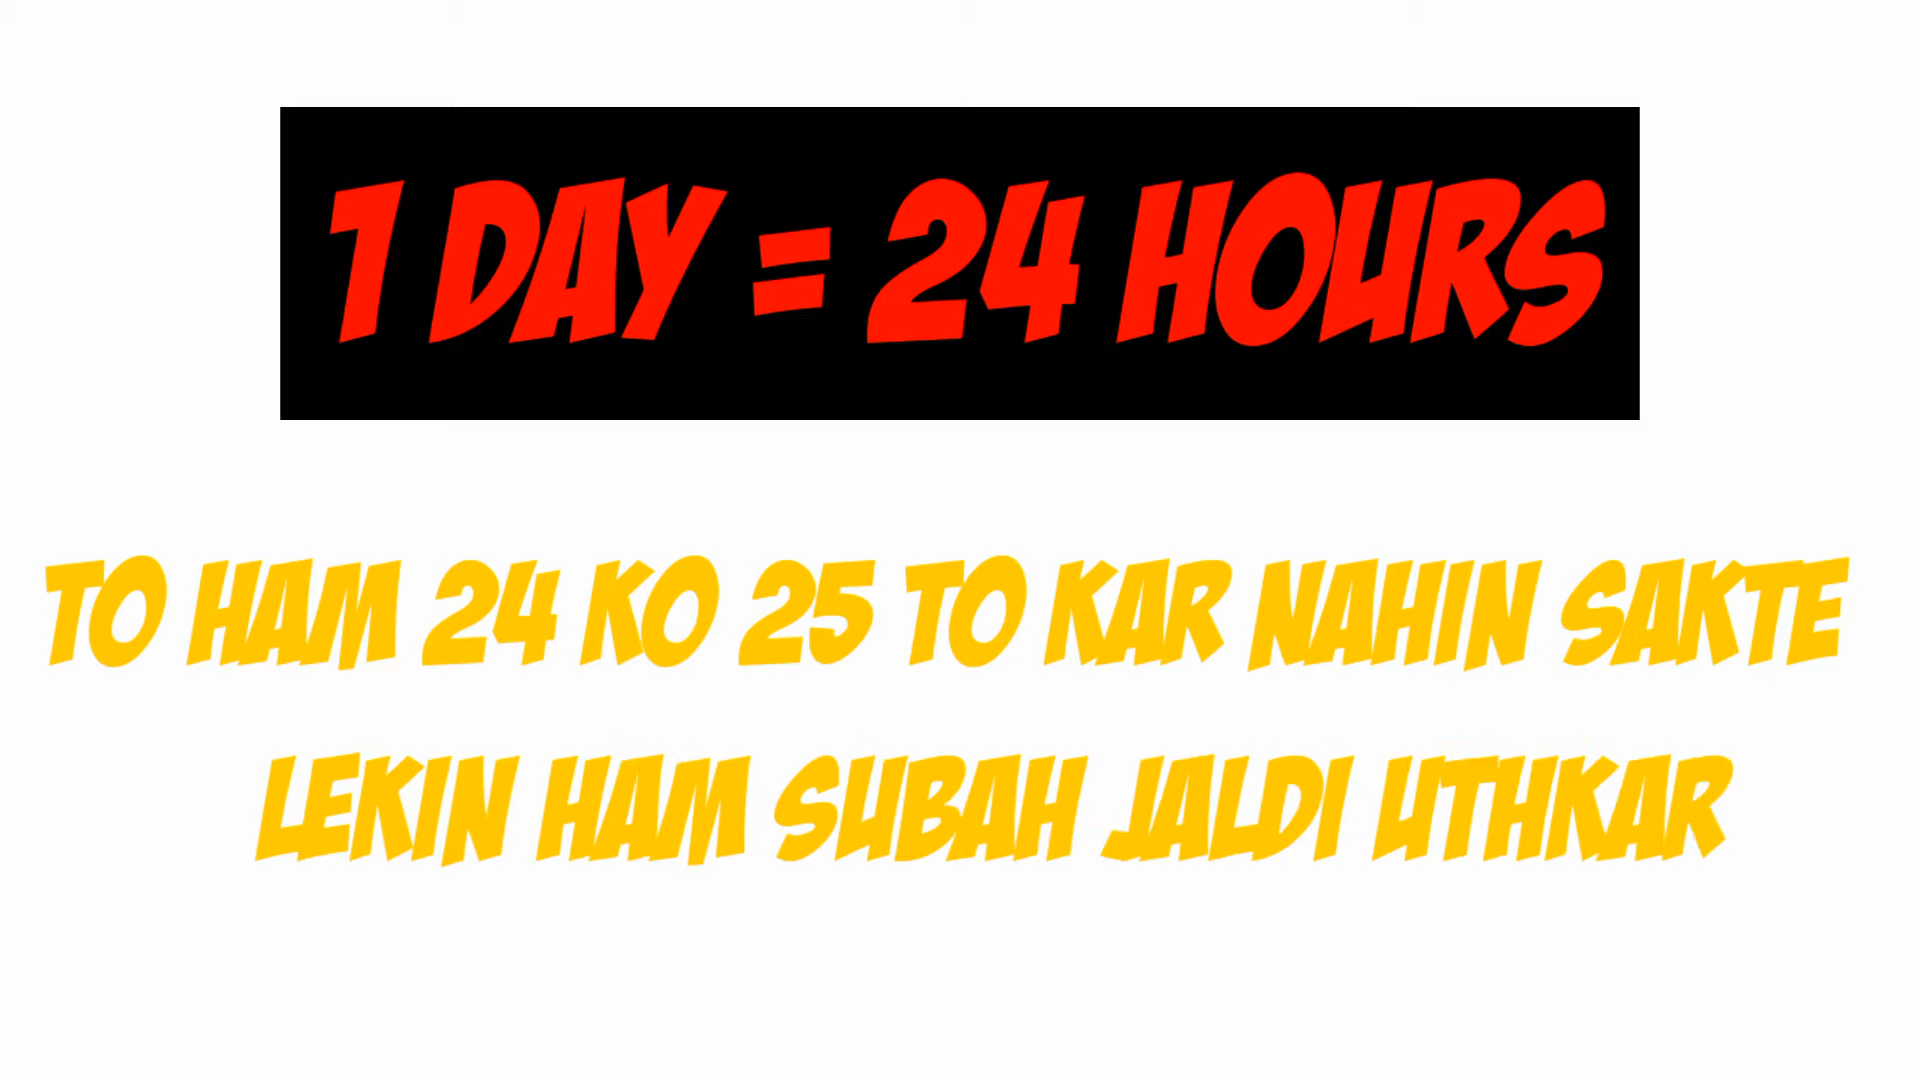 1 DAY = 24 HOURS
TO HAM 24 KO 25 TO KAR NAHIN SAKTE
LEKIN HAM SUBAH JALDI UTHKAR